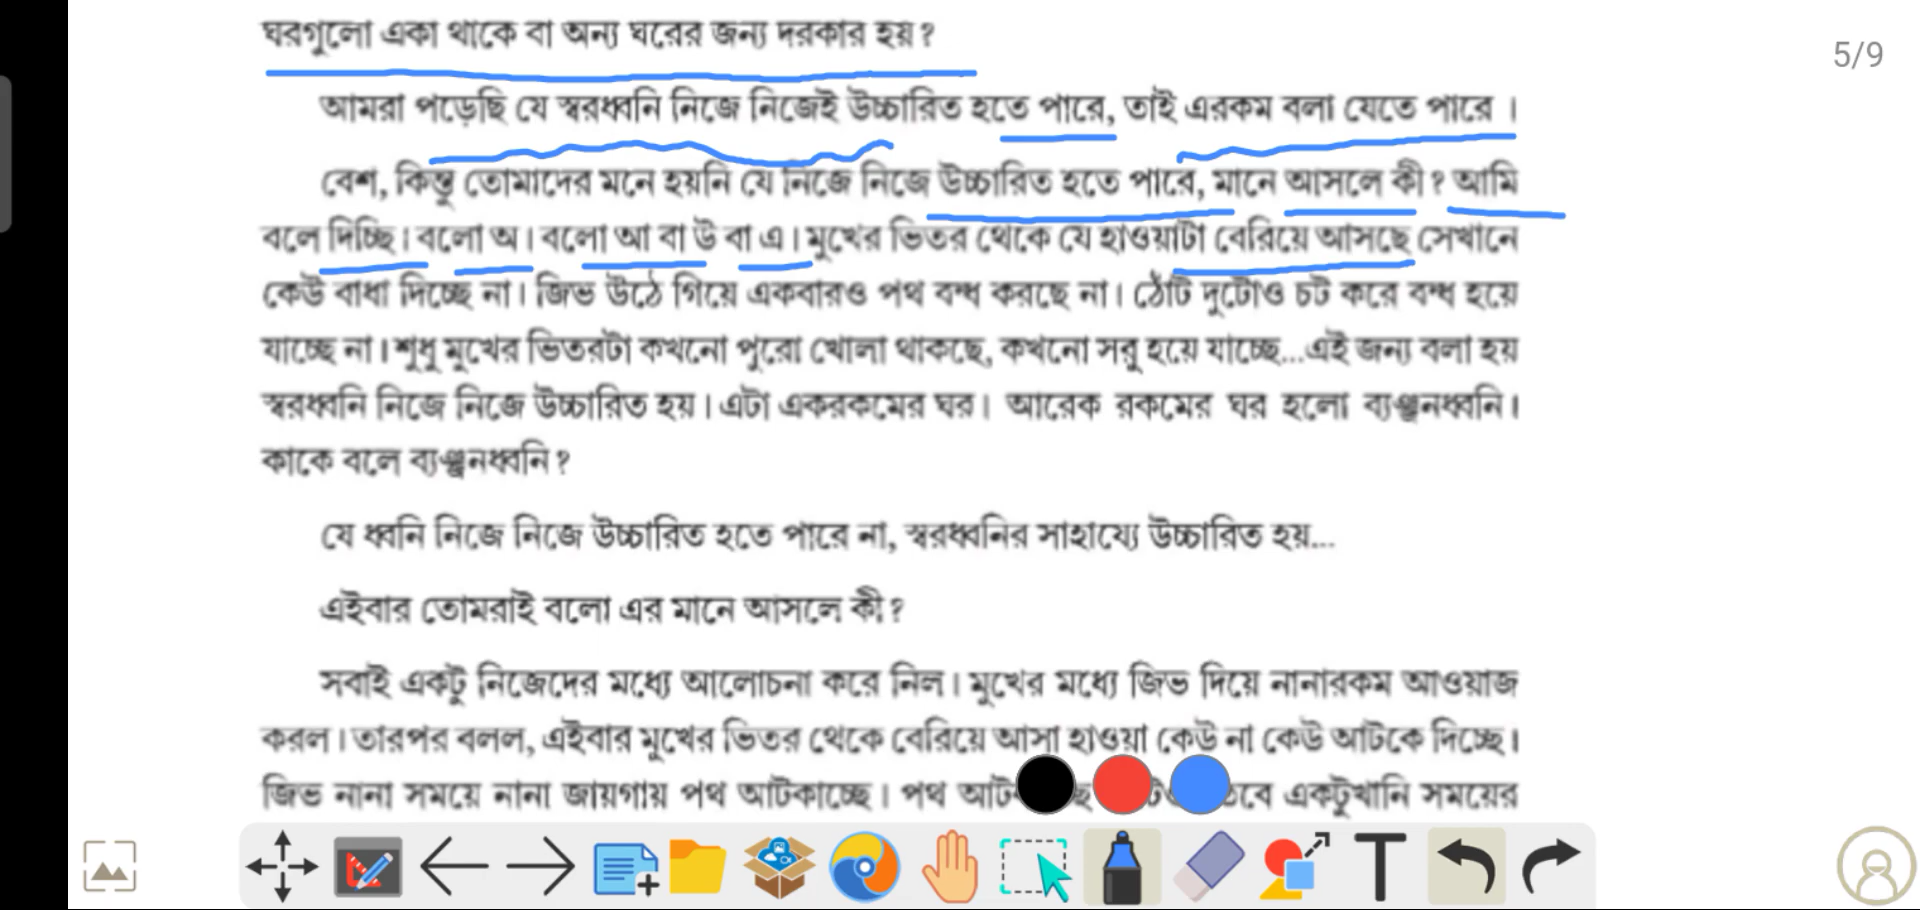 ঘরগুলো একা থাকে বা অন্য ঘরের জন্য দরকার হয়?
5/9
আমরা পড়েছি যে স্বরধ্বনি নিজে নিজেই উচ্চারিত হতে পারে, তাই এরকম বলা যেতে পারে ।
বেশ, কিন্তু তোমাদের মনে হয়নি যে নিজে নিজে উচ্চারিত হতে পারে, মানে আসলে কী? আমি
বলে দিচ্ছি। বলো অ। বলো আ বা উ বা এ। মুখের ভিতর থেকে যে হাওয়াটা বেরিয়ে আসছে সেখানে
কেউ বাধা দিচ্ছে না। জিভ উঠে গিয়ে একবারও পথ বন্ধ করছে না। ঠোঁট দুটোও চট করে বন্ধ হয়ে
যাচ্ছে না। শুধু মুখের ভিতরটা কখনো পুরো খোলা থাকছে, কখনো সরু হয়ে যাচ্ছে...এই জন্য বলা হয়
স্বরধ্বনি নিজে নিজে উচ্চারিত হয়। এটা একরকমের ঘর। আরেক রকমের ঘর হলো ব্যঞ্জনধ্বনি।
কাকে বলে ব্যঞ্জনধ্বনি?
যে ধ্বনি নিজে নিজে উচ্চারিত হতে পারে না, স্বরধ্বনির সাহায্যে উচ্চারিত হয়...
এইবার তোমরাই বলো এর মানে আসলে কী?
সবাই একটু নিজেদের মধ্যে আলোচনা করে নিল। মুখের মধ্যে জিভ দিয়ে নানারকম আওয়াজ
করল। তারপর বলল, এইবার মুখের ভিতর থেকে বেরিয়ে আসা হাওয়া কেউ না কেউ আটকে দিচ্ছে।
জিভ নানা সময়ে নানা জায়গায় পথ আটকাচ্ছে। পথ একটুখানি সময়ের